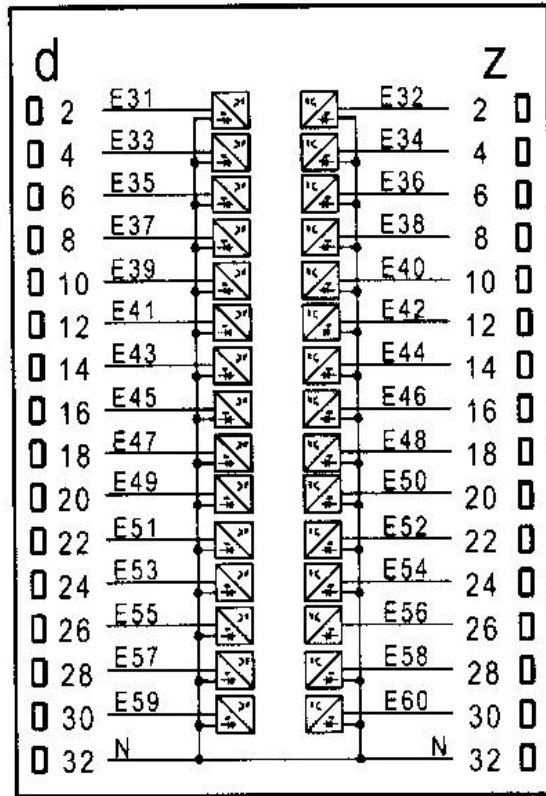 d z
2 E31 E32 2
4 E33 E34 4
6 E35 E36 6
8 E37 E38 8
10 E39 E40 10
12 E41 E42 12
14 E43 E44 14
16 E45 E46 16
18 E47 E48 18
20 E49 E50 20
22 E51 E52 22
24 E53 E54 24
26 E55 E56 26
28 E57 E58 28
30 E59 E60 30
32 N N 32